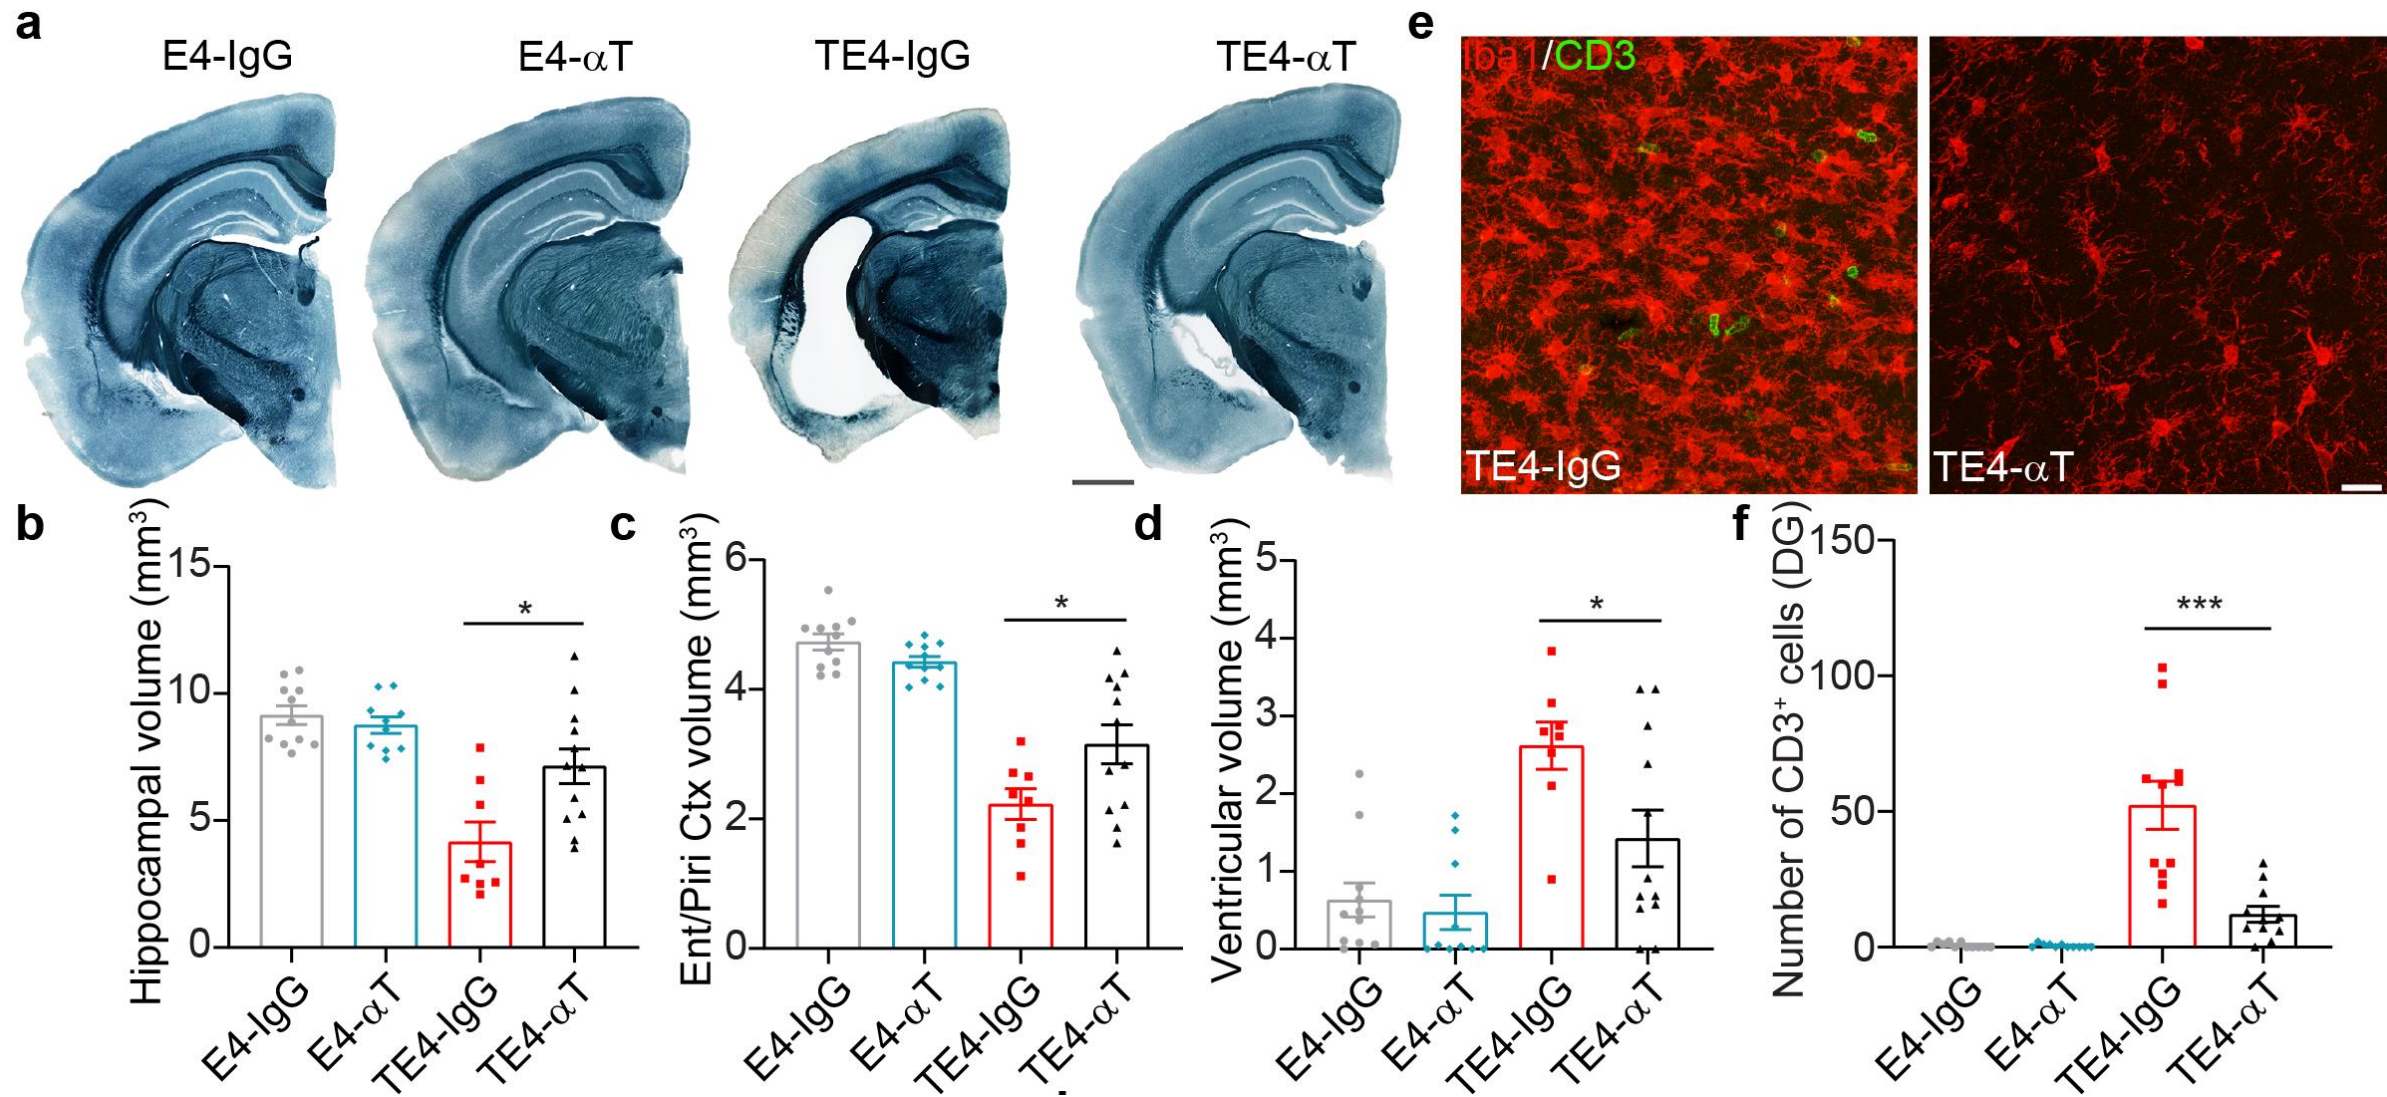 a
E4-IgG
E4-αT
TE4-IgG
TE4-αT
e
Iba1/CD3
TE4-IgG
TE4-αT
b
Hippocampal volume (mm³)
15
10
5
0
*
E4-IgG
E4-αT
TE4-IgG
TE4-αT
c
Ent/Piri Ctx volume (mm³)
6
4
2
0
*
E4-IgG
E4-αT
TE4-IgG
TE4-αT
d
Ventricular volume (mm³)
5
4
3
2
1
0
*
E4-IgG
E4-αT
TE4-IgG
TE4-αT
f
Number of CD3⁺ cells (DG)
150
100
50
0
***
E4-IgG
E4-αT
TE4-IgG
TE4-αT